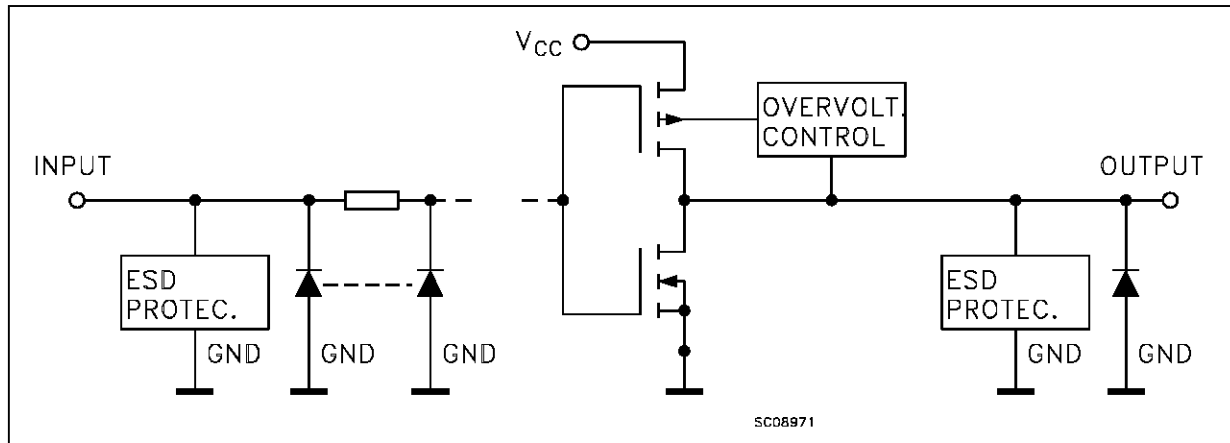 VCC
OVERVOLT.
CONTROL
INPUT
OUTPUT
ESD
PROTEC.
GND
GND
GND
ESD
PROTEC.
GND
GND
SC08971